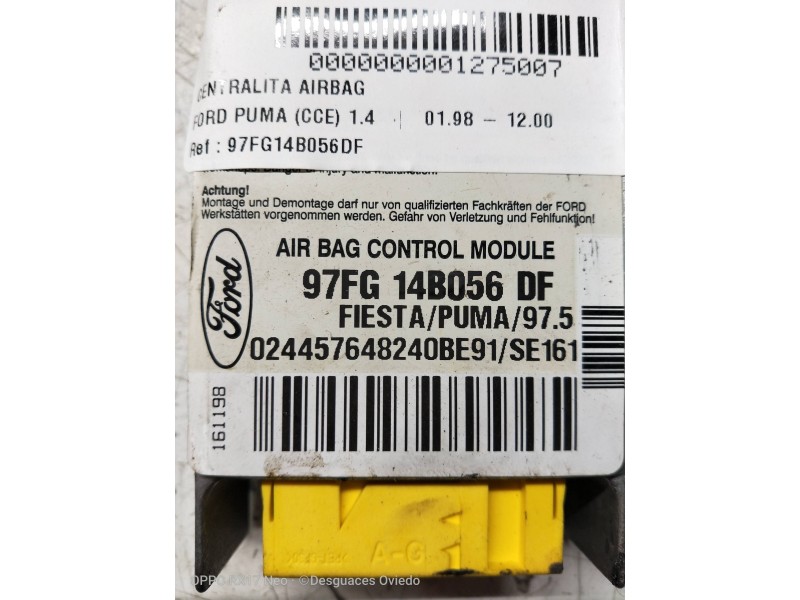 0000000001275007
CENTRALITA AIRBAG
FORD PUMA (CCE) 1.4 01.98 - 12.00
Ref : 97FG14B056DF
Achtung!
Montage und Demontage darf nur von qualifizierten Fachkräften der FORD
Werkstätten vorgenommen werden. Gefahr von Verletzung und Fehlfunktion!
AIR BAG CONTROL MODULE
Ford
97FG 14B056 DF
FIESTA/PUMA/97.5
024457648240BE91/SE161
161198
A-G
©Desguaces Oviedo